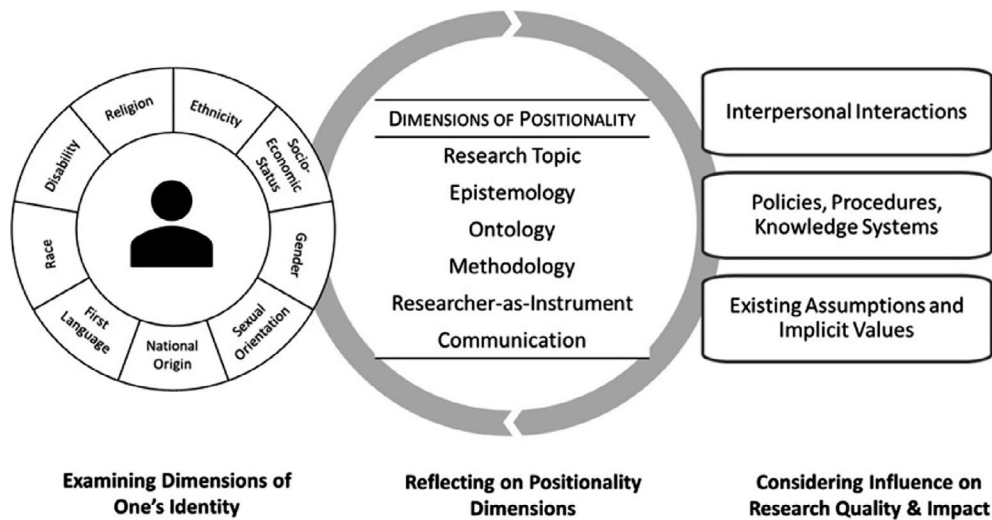 Religion
Ethnicity
Socio-
Economic
Status
Gender
Sexual
Orientation
National
Origin
First
Language
Race
Disability
DIMENSIONS OF POSITIONALITY
Research Topic
Epistemology
Ontology
Methodology
Researcher-as-Instrument
Communication
Interpersonal Interactions
Policies, Procedures,
Knowledge Systems
Existing Assumptions and
Implicit Values
Examining Dimensions of
One's Identity
Reflecting on Positionality
Dimensions
Considering Influence on
Research Quality & Impact